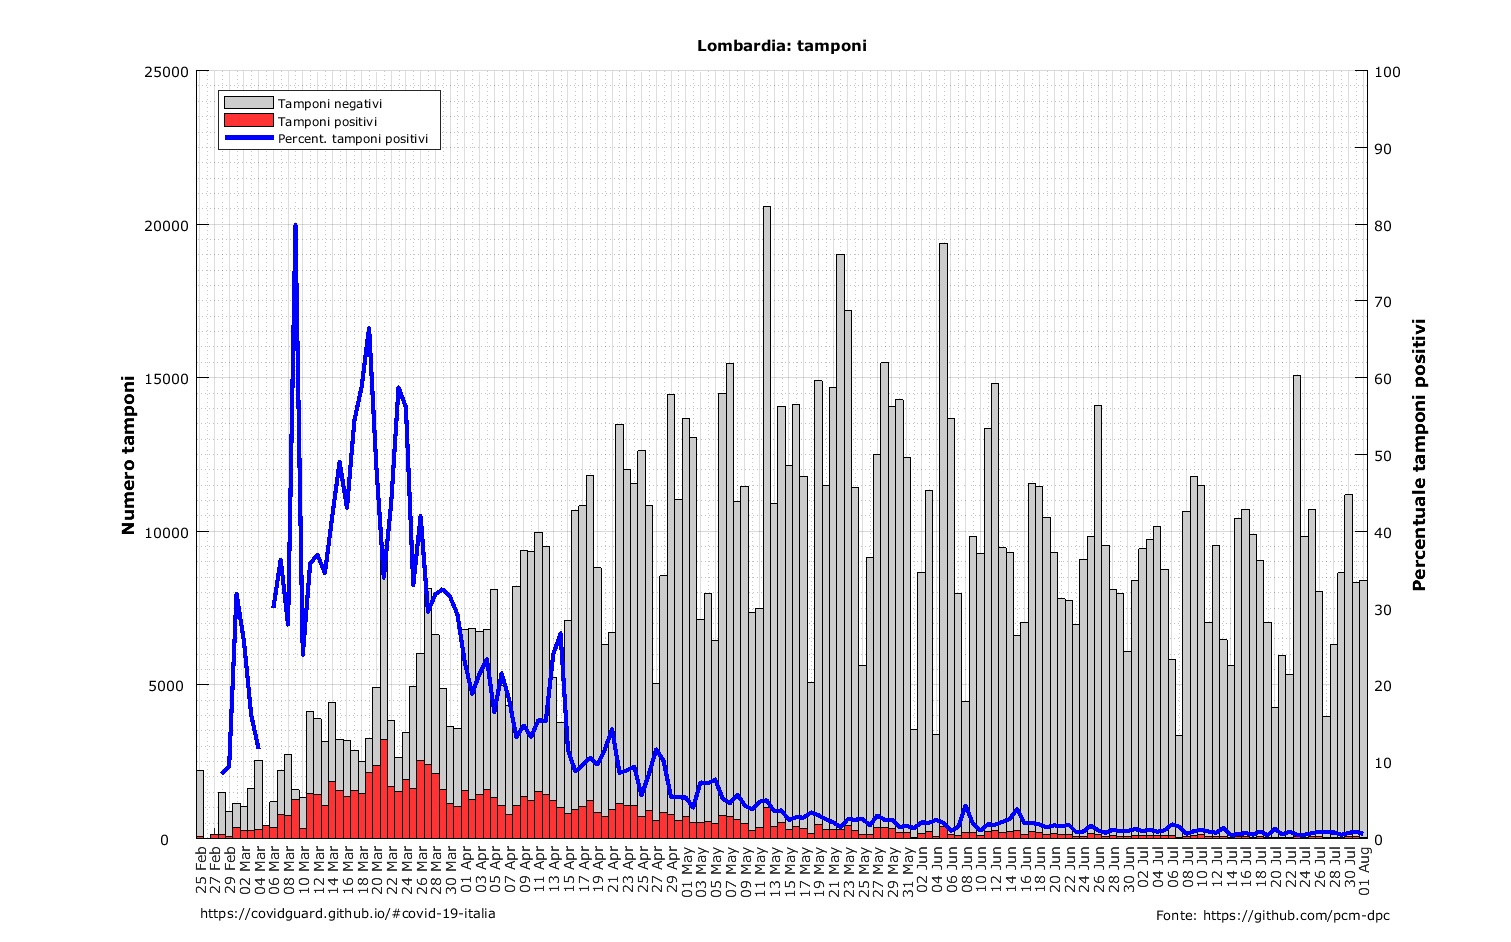 Lombardia: tamponi
25000
20000
15000
10000
5000
0
Numero tamponi
Tamponi negativi
Tamponi positivi
Percent. tamponi positivi
100
90
80
70
60
50
40
30
20
10
0
Percentuale tamponi positivi
25 Feb
27 Feb
29 Feb
02 Mar
04 Mar
06 Mar
08 Mar
10 Mar
12 Mar
14 Mar
16 Mar
18 Mar
20 Mar
22 Mar
24 Mar
26 Mar
28 Mar
30 Mar
01 Apr
03 Apr
05 Apr
07 Apr
09 Apr
11 Apr
13 Apr
15 Apr
17 Apr
19 Apr
21 Apr
23 Apr
25 Apr
27 Apr
29 Apr
01 May
03 May
05 May
07 May
09 May
11 May
13 May
15 May
17 May
19 May
21 May
23 May
25 May
27 May
29 May
31 May
02 Jun
04 Jun
06 Jun
08 Jun
10 Jun
12 Jun
14 Jun
16 Jun
18 Jun
20 Jun
22 Jun
24 Jun
26 Jun
28 Jun
30 Jun
02 Jul
04 Jul
06 Jul
08 Jul
10 Jul
12 Jul
14 Jul
16 Jul
18 Jul
20 Jul
22 Jul
24 Jul
26 Jul
28 Jul
30 Jul
01 Aug
https://covidguard.github.io/#covid-19-italia
Fonte: https://github.com/pcm-dpc